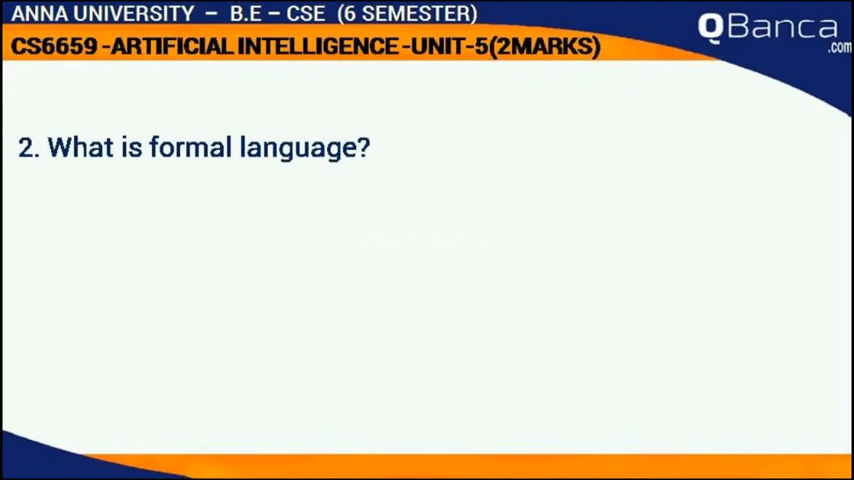 ANNA UNIVERSITY – B.E – CSE (6 SEMESTER)
CS6659 -ARTIFICIAL INTELLIGENCE -UNIT-5(2MARKS)
QBanca
.com
2. What is formal language?